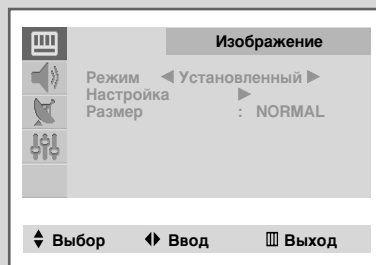 Изображение
Режим ◀ Установленный ▶
Настройка ▶
Размер : NORMAL
Выбор Ввод Выход